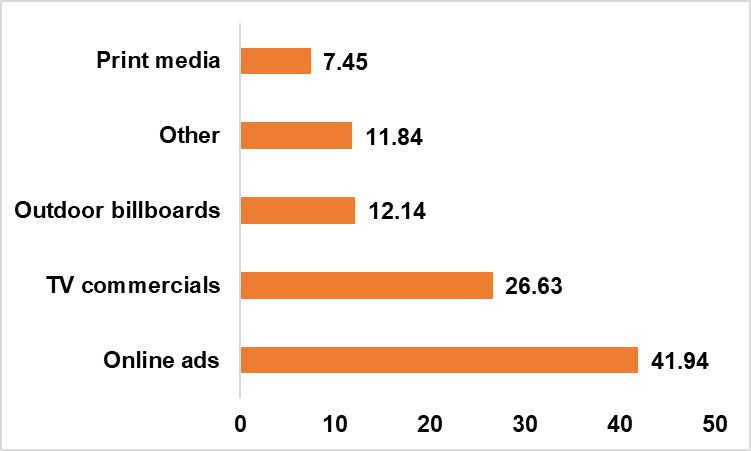 Print media 7.45
Other 11.84
Outdoor billboards 12.14
TV commercials 26.63
Online ads 41.94
0 10 20 30 40 50